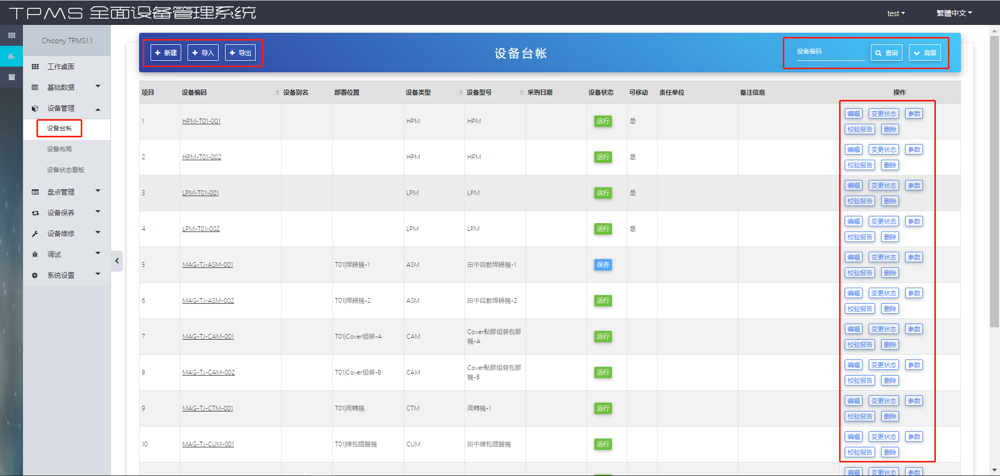 TPMS 全面设备管理系统
test
繁體中文
Chicony TPMS1.1
工作桌面
基础数据
设备管理
设备台帐
设备布局
设备状态看板
盘点管理
设备保养
设备维修
调试
系统设置
新建 导入 导出
设备台帐
设备编码 查询 高级
项目 设备编码 设备别名 部署位置 设备类型 设备型号 采购日期 设备状态 可移动 责任单位 备注信息 操作
1 HPM-T01-001 HPM HPM 运行 是 编辑 变更状态 参数
校验报告 删除
2 HPM-T01-002 HPM HPM 运行 是 编辑 变更状态 参数
校验报告 删除
3 LPM-T01-001 LPM LPM 运行 是 编辑 变更状态 参数
校验报告 删除
4 LPM-T01-002 LPM LPM 运行 是 编辑 变更状态 参数
校验报告 删除
5 MAG-TJ-ASM-001 T01|焊錫機-1 ASM 田中自動焊錫機-1 保养 编辑 变更状态 参数
校验报告 删除
6 MAG-TJ-ASM-002 T01|焊錫機-2 ASM 田中自動焊錫機-2 运行 编辑 变更状态 参数
校验报告 删除
7 MAG-TJ-CAM-001 T01|Cover組裝-A CAM Cover點膠組裝包膠
機-A 运行 编辑 变更状态 参数
校验报告 删除
8 MAG-TJ-CAM-002 T01|Cover組裝-B CAM Cover點膠組裝包膠
機-B 运行 编辑 变更状态 参数
校验报告 删除
9 MAG-TJ-CTM-001 T01|周轉機 CTM 周轉機-1 运行 编辑 变更状态 参数
校验报告 删除
10 MAG-TJ-CUM-001 T01|線包擺盤機 CUM 田中線包擺盤機 运行 编辑 变更状态 参数
校验报告 删除
编辑 变更状态 参数